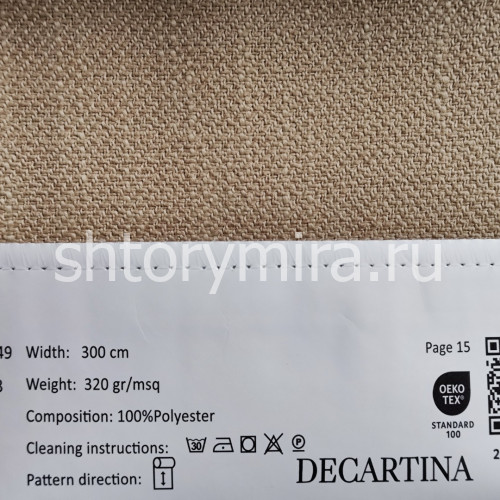 shtorymira.ru
49 Width: 300 cm
Page 15
Weight: 320 gr/msq
OEKO
TEX®
Composition: 100%Polyester
STANDARD
100
Cleaning instructions: 30
Pattern direction:
DECARTINA